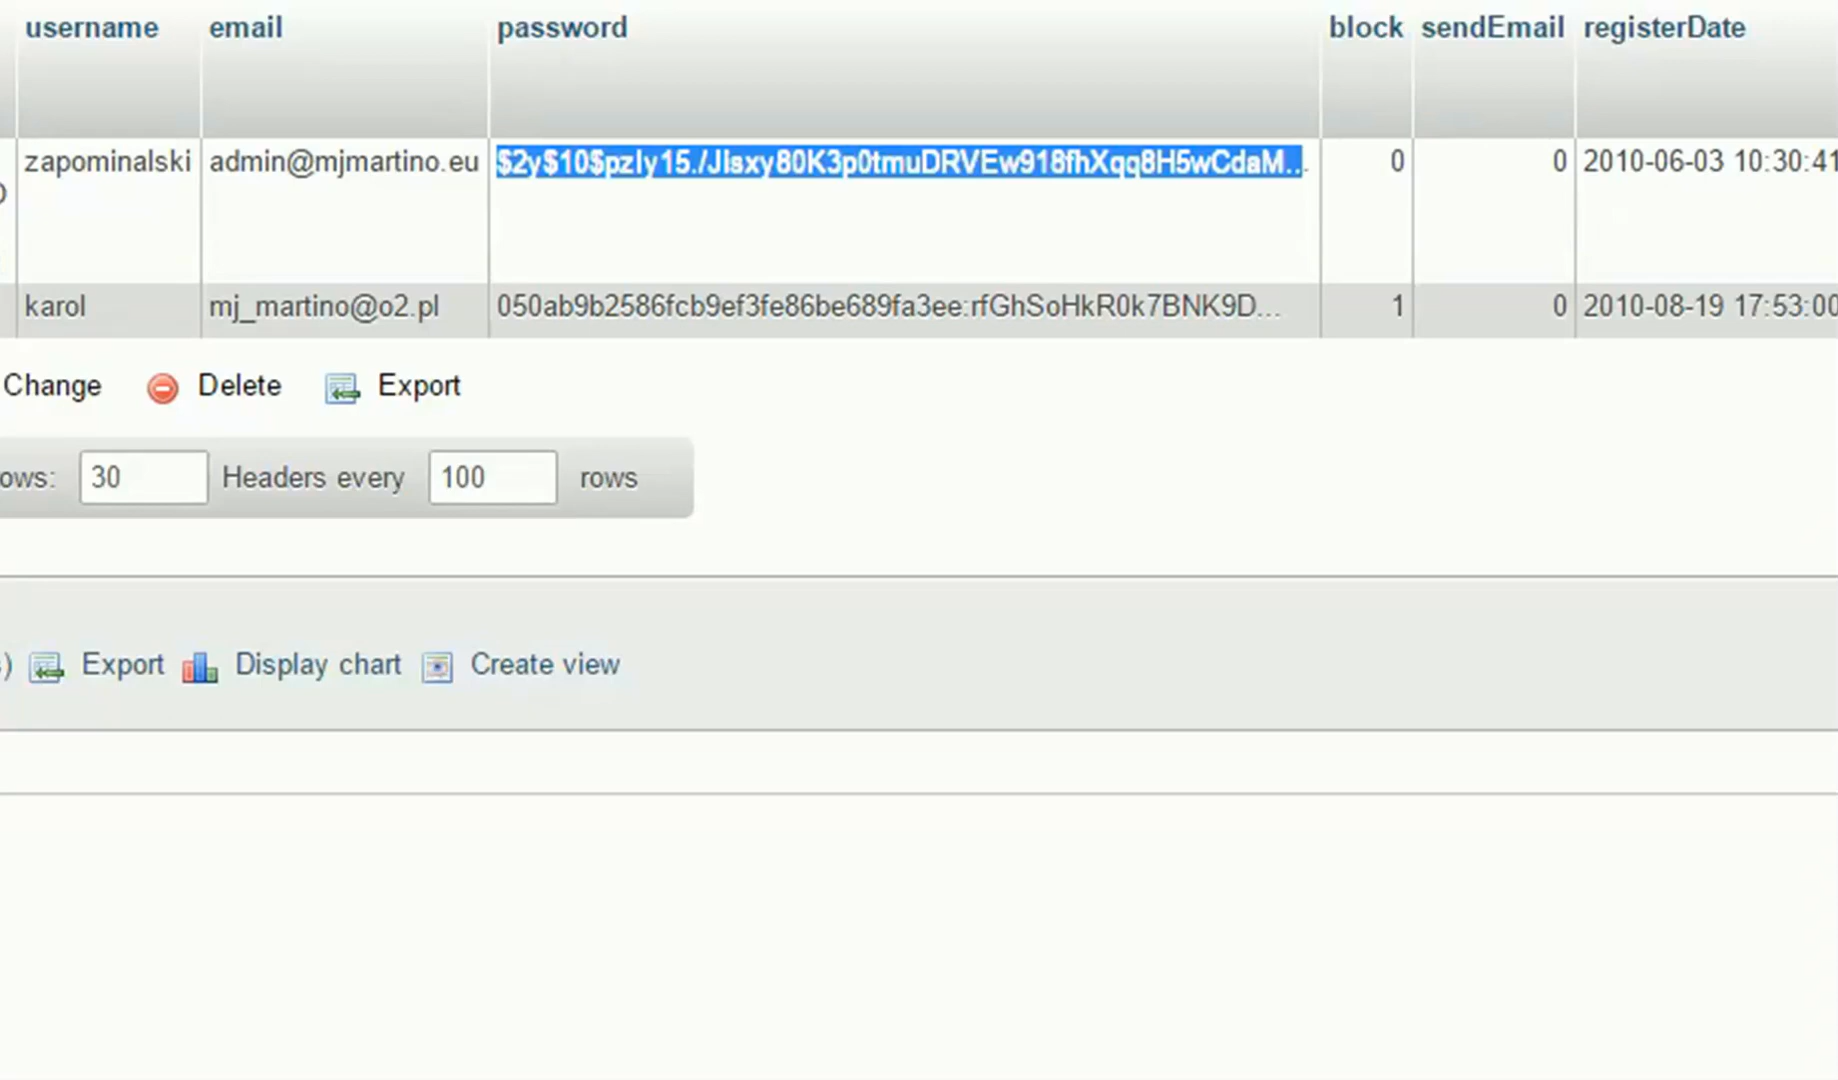 username email password block sendEmail registerDate
zapominalski admin@mjmartino.eu $2y$10$pzIy15./JIsxy80K3p0tmuDRVEw918fhXqq8H5wCdaM... 0 0 2010-06-03 10:30:41
karol mj_martino@o2.pl 050ab9b2586fcb9ef3fe86be689fa3ee:rfGhSoHkR0k7BNK9D... 1 0 2010-08-19 17:53:00
Change Delete Export
ows: 30 Headers every 100 rows
) Export Display chart Create view